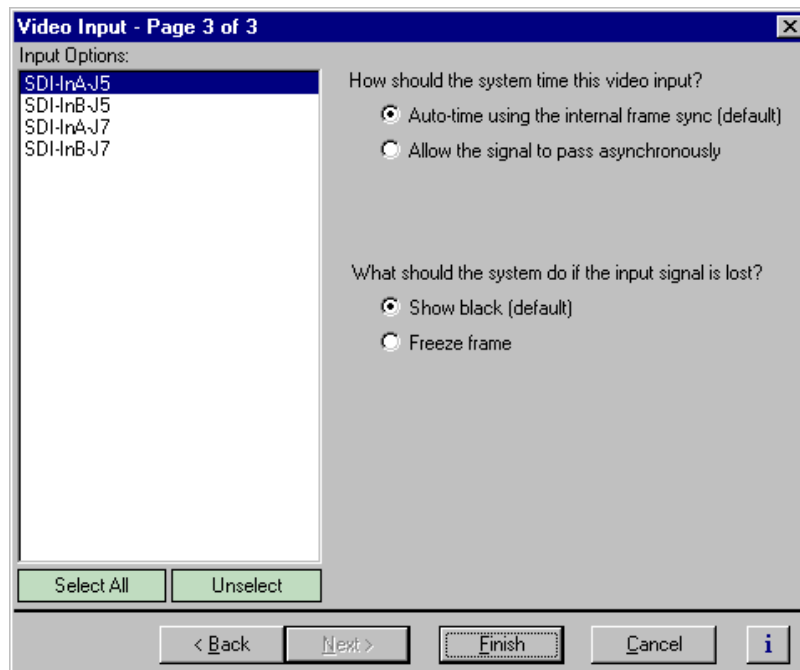 Video Input - Page 3 of 3
Input Options:
SDI-InA-J5
SDI-InB-J5
SDI-InA-J7
SDI-InB-J7
How should the system time this video input?
Auto-time using the internal frame sync (default)
Allow the signal to pass asynchronously
What should the system do if the input signal is lost?
Show black (default)
Freeze frame
Select All
Unselect
< Back
Next >
Finish
Cancel
i